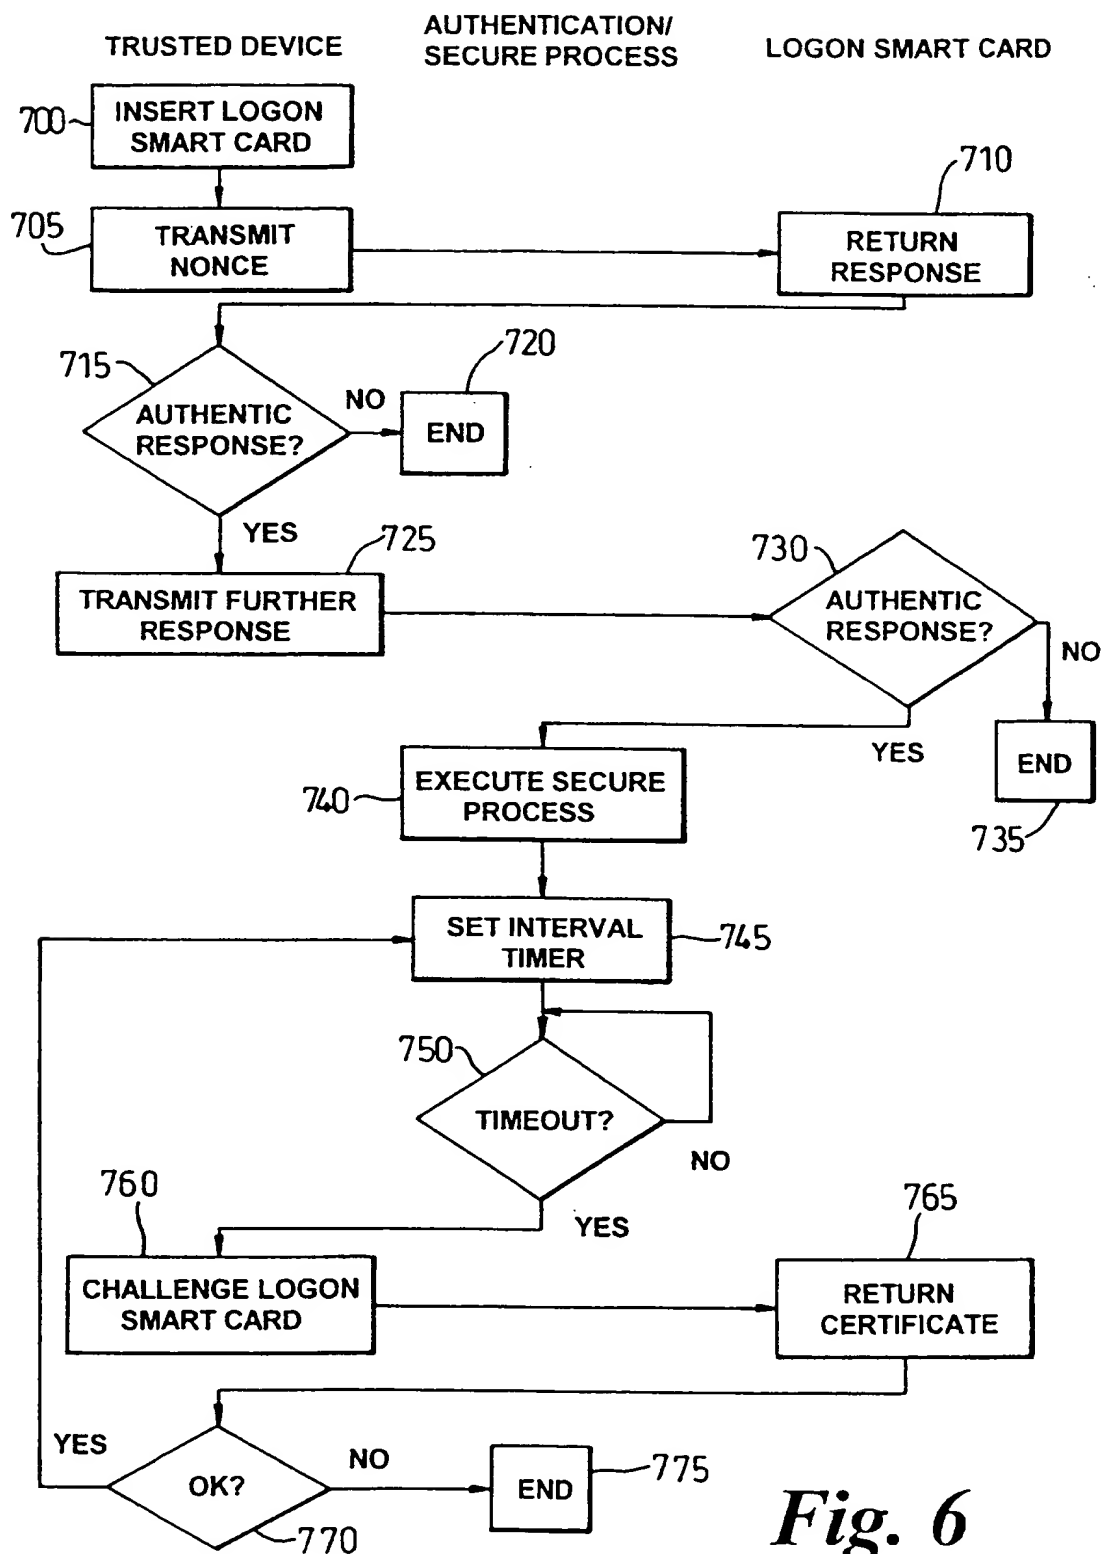 TRUSTED DEVICE
AUTHENTICATION/
SECURE PROCESS
LOGON SMART CARD
700
INSERT LOGON
SMART CARD
705
TRANSMIT
NONCE
710
RETURN
RESPONSE
715
AUTHENTIC
RESPONSE?
NO
720
END
YES
725
TRANSMIT FURTHER
RESPONSE
730
AUTHENTIC
RESPONSE?
NO
YES
END
735
740
EXECUTE SECURE
PROCESS
SET INTERVAL
TIMER
745
750
TIMEOUT?
NO
YES
760
CHALLENGE LOGON
SMART CARD
765
RETURN
CERTIFICATE
YES
OK?
770
NO
END
775
Fig. 6